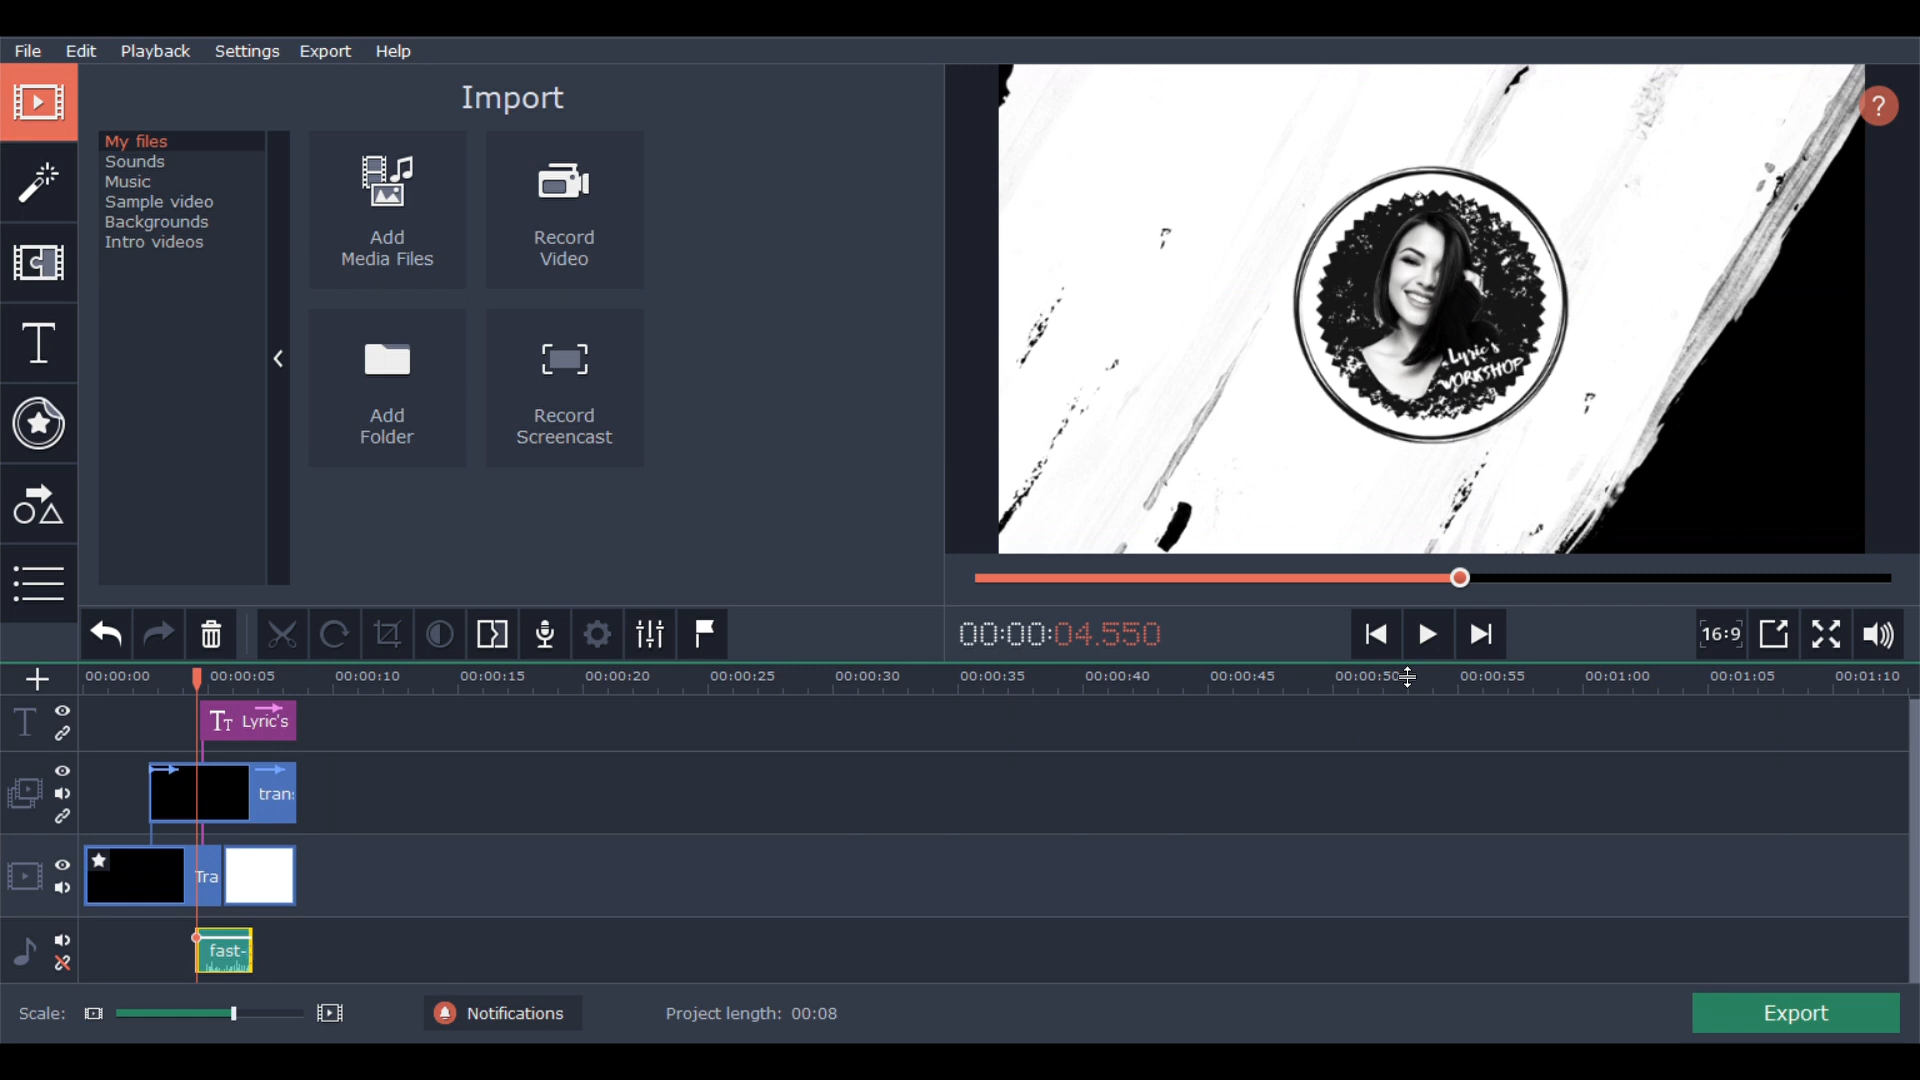 File Edit Playback Settings Export Help
Import
My files
Sounds
Music
Sample video
Backgrounds
Intro videos
Add
Media Files
Record
Video
Add
Folder
Record
Screencast
Lyric's
WORKSHOP
?
00:00:04.550
16:9
00:00:00 00:00:05 00:00:10 00:00:15 00:00:20 00:00:25 00:00:30 00:00:35 00:00:40 00:00:45 00:00:50 00:00:55 00:01:00 00:01:05 00:01:10
Lyric's
tran
Tra
fast-
Scale:
Notifications
Project length: 00:08
Export